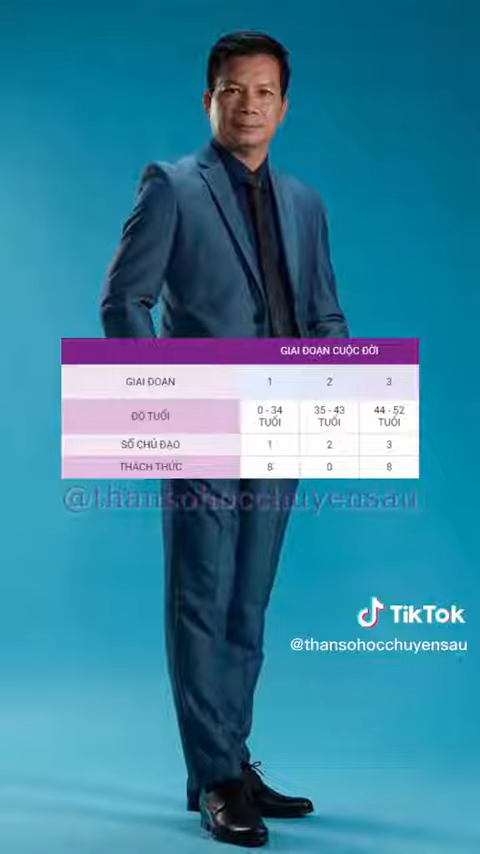 GIAI ĐOẠN CUỘC ĐỜI
GIAI ĐOẠN 1 2 3
ĐỘ TUỔI 0 - 34 TUỔI 35 - 43 TUỔI 44 - 52 TUỔI
SỐ CHỦ ĐẠO 1 2 3
THÁCH THỨC 8 0 8
@thansohocchuyensau
TikTok
@thansohocchuyensau